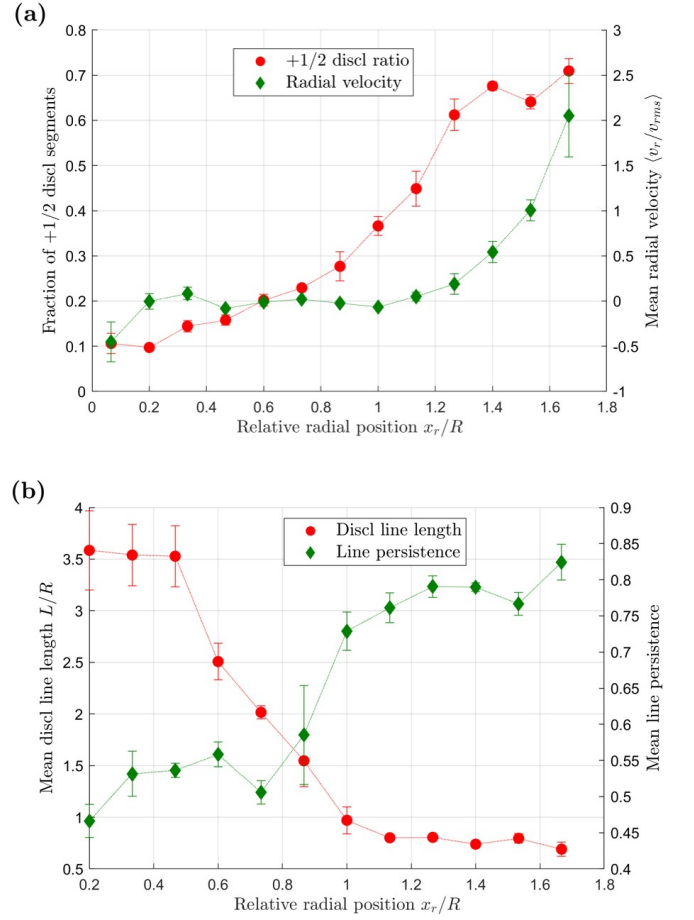 (a)
+1/2 discl ratio
Radial velocity
Fraction of +1/2 discl segments
0.8
0.7
0.6
0.5
0.4
0.3
0.2
0.1
0
Mean radial velocity ⟨v_r/v_rms⟩
3
2.5
2
1.5
1
0.5
0
-0.5
-1
0 0.2 0.4 0.6 0.8 1 1.2 1.4 1.6 1.8
Relative radial position x_r/R
(b)
Discl line length
Line persistence
Mean discl line length L/R
4
3.5
3
2.5
2
1.5
1
0.5
Mean line persistence
0.9
0.85
0.8
0.75
0.7
0.65
0.6
0.55
0.5
0.45
0.4
0.2 0.4 0.6 0.8 1 1.2 1.4 1.6 1.8
Relative radial position x_r/R